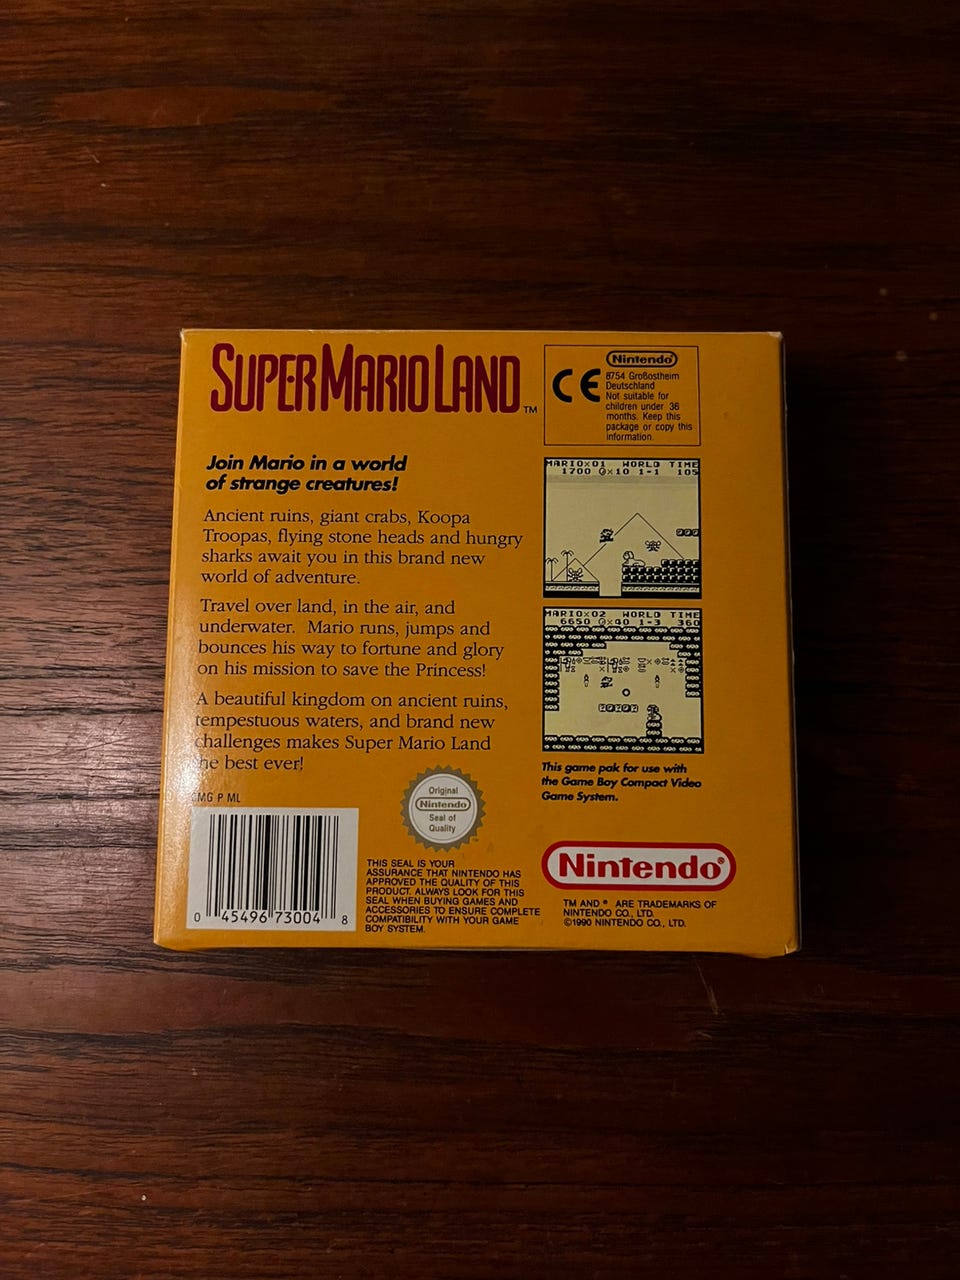 SUPER MARIO LAND™
Join Mario in a world
of strange creatures!
Ancient ruins, giant crabs, Koopa
Troopas, flying stone heads and hungry
sharks await you in this brand new
world of adventure.
Travel over land, in the air, and
underwater. Mario runs, jumps and
bounces his way to fortune and glory
on his mission to save the Princess!
A beautiful kingdom on ancient ruins,
tempestuous waters, and brand new
challenges makes Super Mario Land
the best ever!
DMG P ML
0 45496 73004 8
Original
Nintendo
Seal of
Quality
THIS SEAL IS YOUR
ASSURANCE THAT NINTENDO HAS
APPROVED THE QUALITY OF THIS
PRODUCT. ALWAYS LOOK FOR THIS
SEAL WHEN BUYING GAMES AND
ACCESSORIES TO ENSURE COMPLETE
COMPATIBILITY WITH YOUR GAME
BOY SYSTEM.
CE
Nintendo
8754 Großostheim
Deutschland
Not suitable for
children under 36
months. Keep this
package or copy this
information.
MARIO×01 WORLD TIME
1700 ×10 1-1 105
MARIO×02 WORLD TIME
6650 ×40 1-3 360
This game pak for use with
the Game Boy Compact Video
Game System.
Nintendo®
TM AND ® ARE TRADEMARKS OF
NINTENDO CO., LTD.
©1990 NINTENDO CO., LTD.